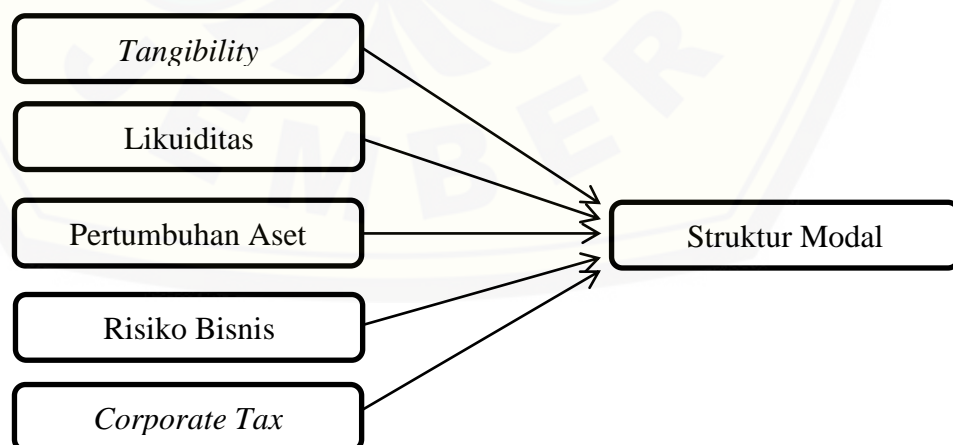 Tangibility
Likuiditas
Pertumbuhan Aset
Struktur Modal
Risiko Bisnis
Corporate Tax